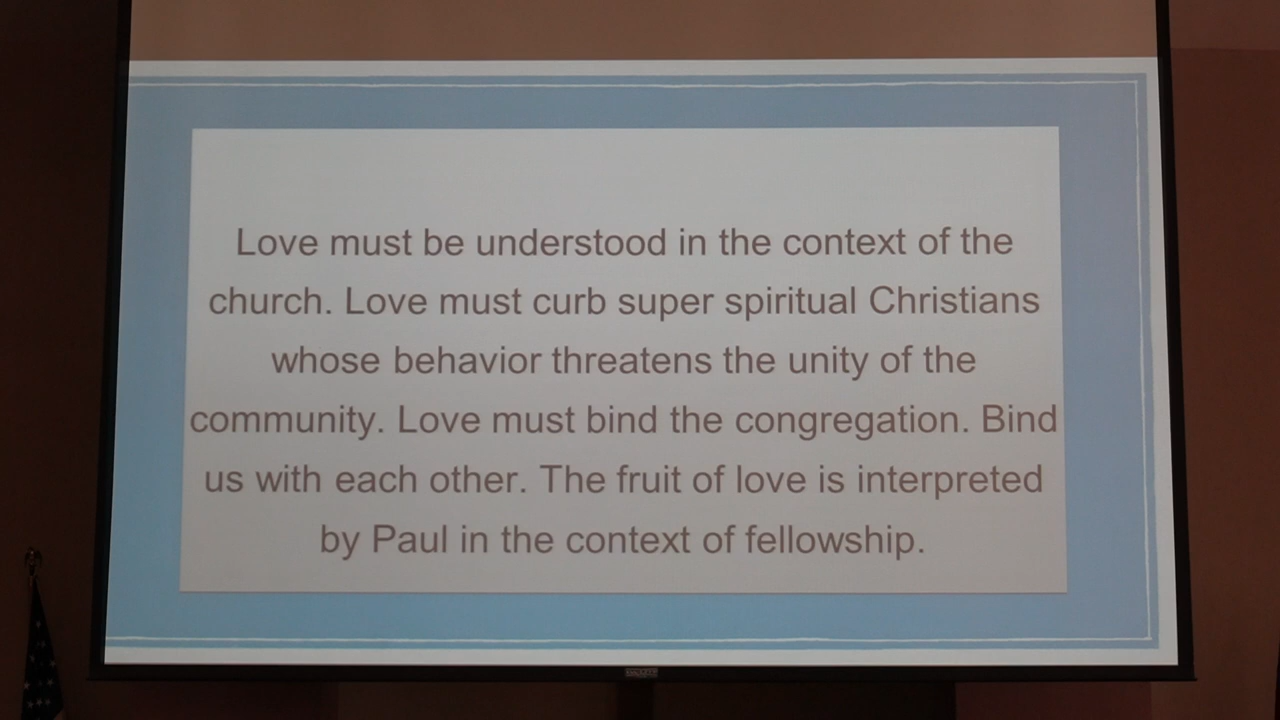 Love must be understood in the context of the
church. Love must curb super spiritual Christians
whose behavior threatens the unity of the
community. Love must bind the congregation. Bind
us with each other. The fruit of love is interpreted
by Paul in the context of fellowship.